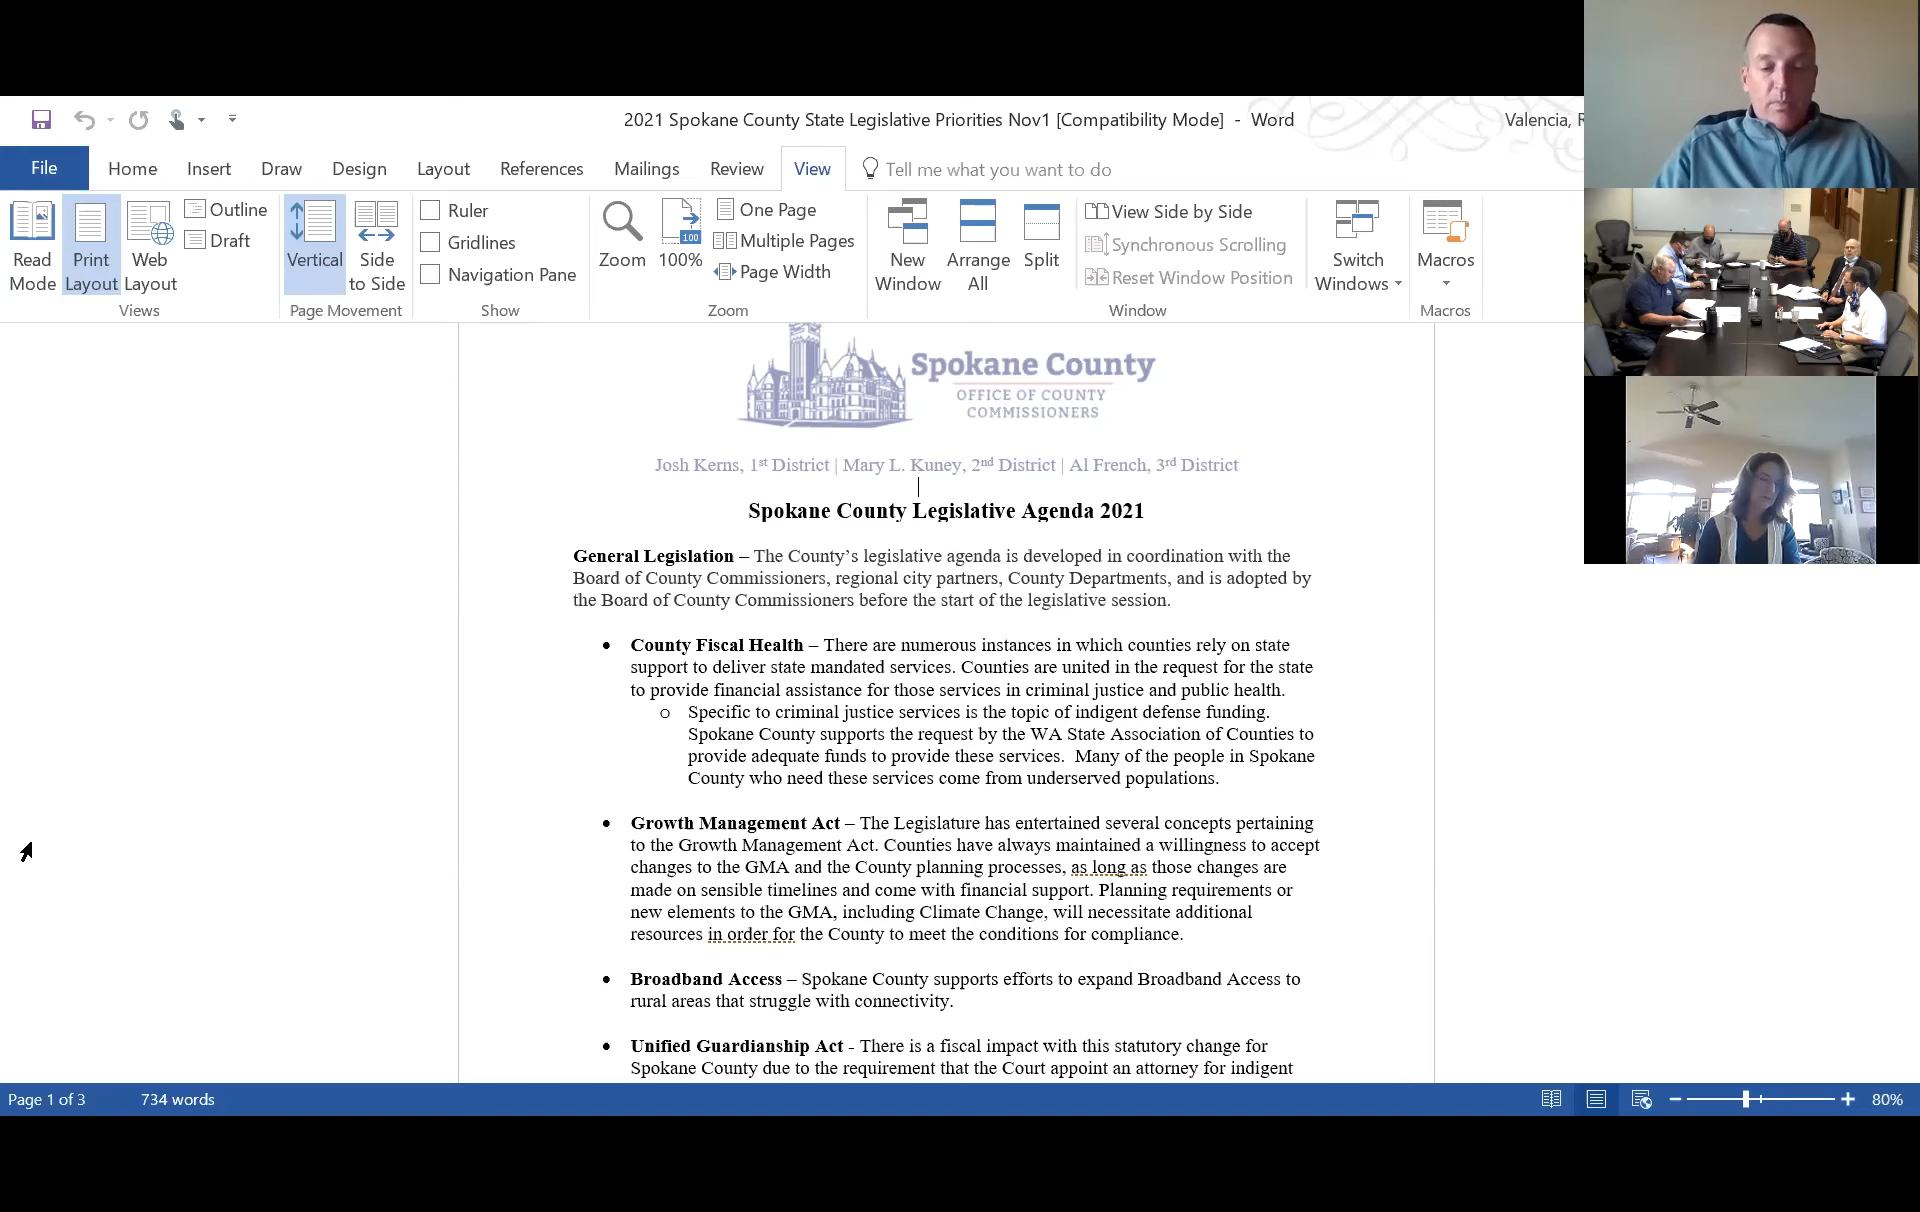 2021 Spokane County State Legislative Priorities Nov1 [Compatibility Mode] - Word
Valencia, R
File Home Insert Draw Design Layout References Mailings Review View Tell me what you want to do
Read Mode
Print Layout
Web Layout
Outline
Draft
Views
Vertical
Side to Side
Page Movement
Ruler
Gridlines
Navigation Pane
Show
Zoom
100
100%
One Page
Multiple Pages
Page Width
Zoom
New Window
Arrange All
Split
View Side by Side
Synchronous Scrolling
Reset Window Position
Window
Switch Windows
Macros
Macros
Spokane County
OFFICE OF COUNTY
COMMISSIONERS
Josh Kerns, 1st District | Mary L. Kuney, 2nd District | Al French, 3rd District
Spokane County Legislative Agenda 2021
General Legislation – The County’s legislative agenda is developed in coordination with the
Board of County Commissioners, regional city partners, County Departments, and is adopted by
the Board of County Commissioners before the start of the legislative session.
• County Fiscal Health – There are numerous instances in which counties rely on state
support to deliver state mandated services. Counties are united in the request for the state
to provide financial assistance for those services in criminal justice and public health.
o Specific to criminal justice services is the topic of indigent defense funding.
Spokane County supports the request by the WA State Association of Counties to
provide adequate funds to provide these services.  Many of the people in Spokane
County who need these services come from underserved populations.
• Growth Management Act – The Legislature has entertained several concepts pertaining
to the Growth Management Act. Counties have always maintained a willingness to accept
changes to the GMA and the County planning processes, as long as those changes are
made on sensible timelines and come with financial support. Planning requirements or
new elements to the GMA, including Climate Change, will necessitate additional
resources in order for the County to meet the conditions for compliance.
• Broadband Access – Spokane County supports efforts to expand Broadband Access to
rural areas that struggle with connectivity.
• Unified Guardianship Act - There is a fiscal impact with this statutory change for
Spokane County due to the requirement that the Court appoint an attorney for indigent
Page 1 of 3 734 words 80%